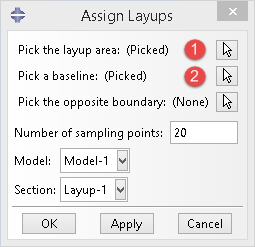 Assign Layups
Pick the layup area: (Picked) 1
Pick a baseline: (Picked) 2
Pick the opposite boundary: (None)
Number of sampling points: 20
Model: Model-1
Section: Layup-1
OK Apply Cancel